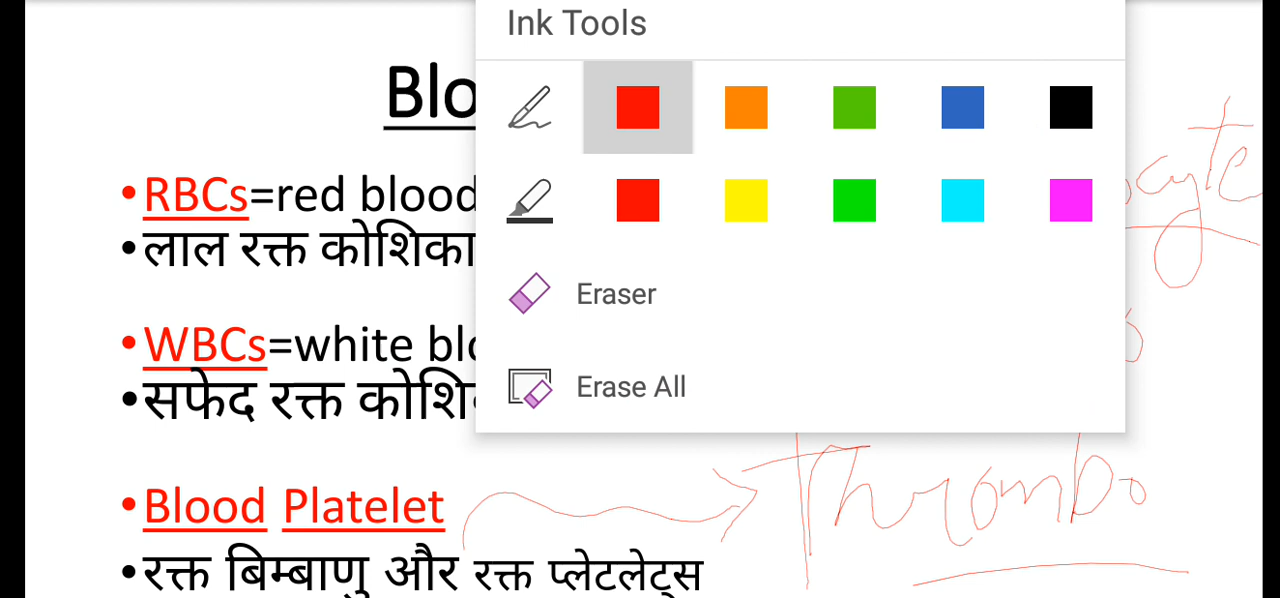 Ink Tools
Blo
•RBCs=red blood
•लाल रक्त कोशिका
ocyte
•WBCs=white blo
•सफेद रक्त कोशि
Eraser
Erase All
•Blood Platelet
Thrombo
•रक्त बिम्बाणु और रक्त प्लेटलेट्स